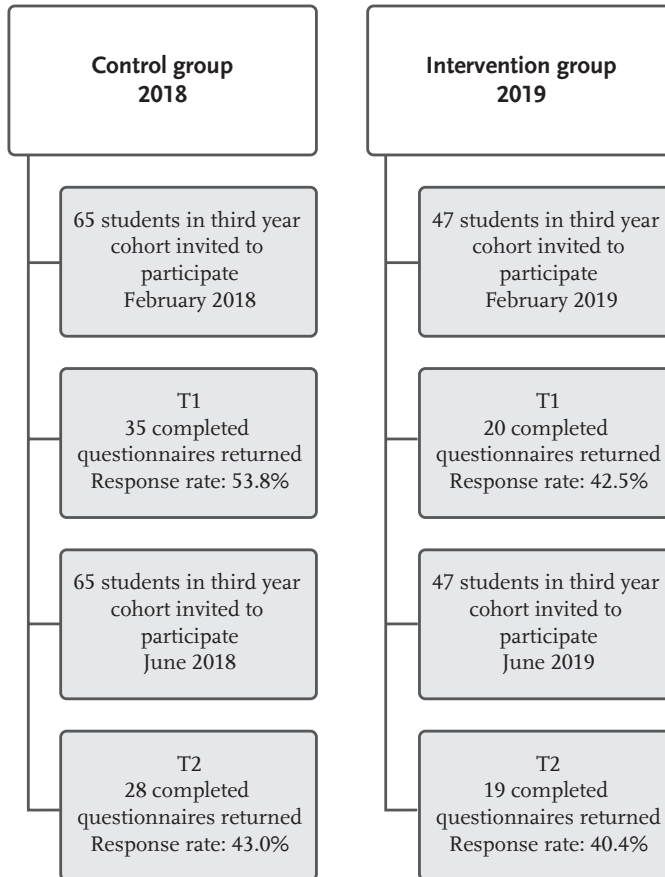 Control group
2018
65 students in third year
cohort invited to
participate
February 2018
T1
35 completed
questionnaires returned
Response rate: 53.8%
65 students in third year
cohort invited to
participate
June 2018
T2
28 completed
questionnaires returned
Response rate: 43.0%
Intervention group
2019
47 students in third year
cohort invited to
participate
February 2019
T1
20 completed
questionnaires returned
Response rate: 42.5%
47 students in third year
cohort invited to
participate
June 2019
T2
19 completed
questionnaires returned
Response rate: 40.4%